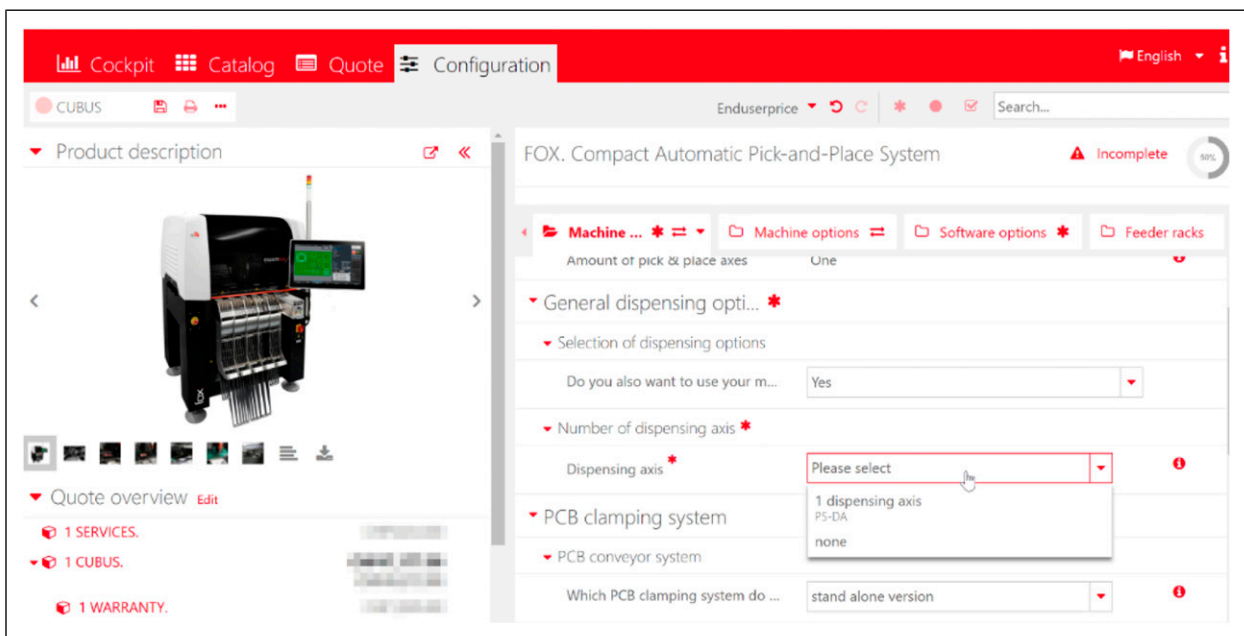 Cockpit Catalog Quote Configuration English
CUBUS Enduserprice Search...
Product description
FOX. Compact Automatic Pick-and-Place System Incomplete 50%
Machine ... Machine options Software options Feeder racks
Amount of pick & place axes One
General dispensing opti...
Selection of dispensing options
Do you also want to use your m... Yes
Number of dispensing axis
Dispensing axis Please select
1 dispensing axis
PS-DA
none
PCB clamping system
PCB conveyor system
Which PCB clamping system do ... stand alone version
fox
Quote overview Edit
1 SERVICES.
1 CUBUS.
1 WARRANTY.